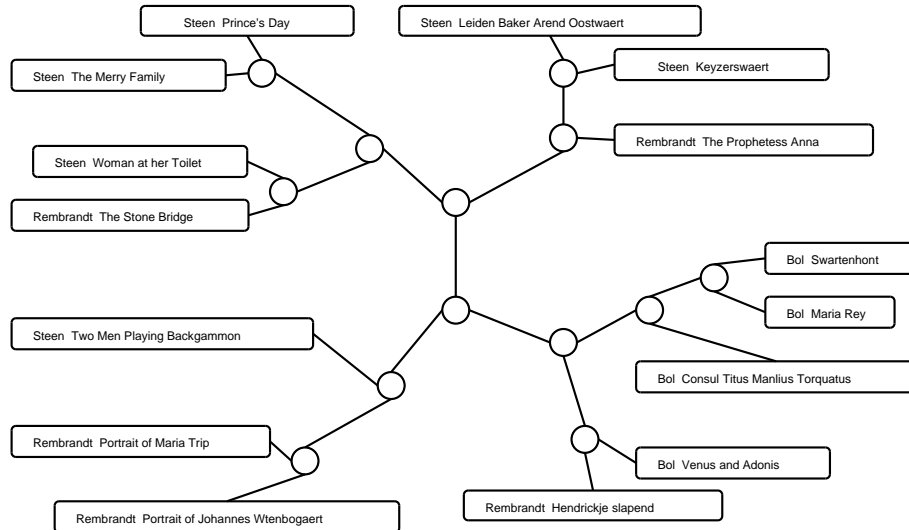 Steen Prince's Day
Steen Leiden Baker Arend Oostwaert
Steen The Merry Family
Steen Keyzerswaert
Rembrandt The Prophetess Anna
Steen Woman at her Toilet
Rembrandt The Stone Bridge
Bol Swartenhont
Bol Maria Rey
Steen Two Men Playing Backgammon
Bol Consul Titus Manlius Torquatus
Rembrandt Portrait of Maria Trip
Bol Venus and Adonis
Rembrandt Hendrickje slapend
Rembrandt Portrait of Johannes Wtenbogaert